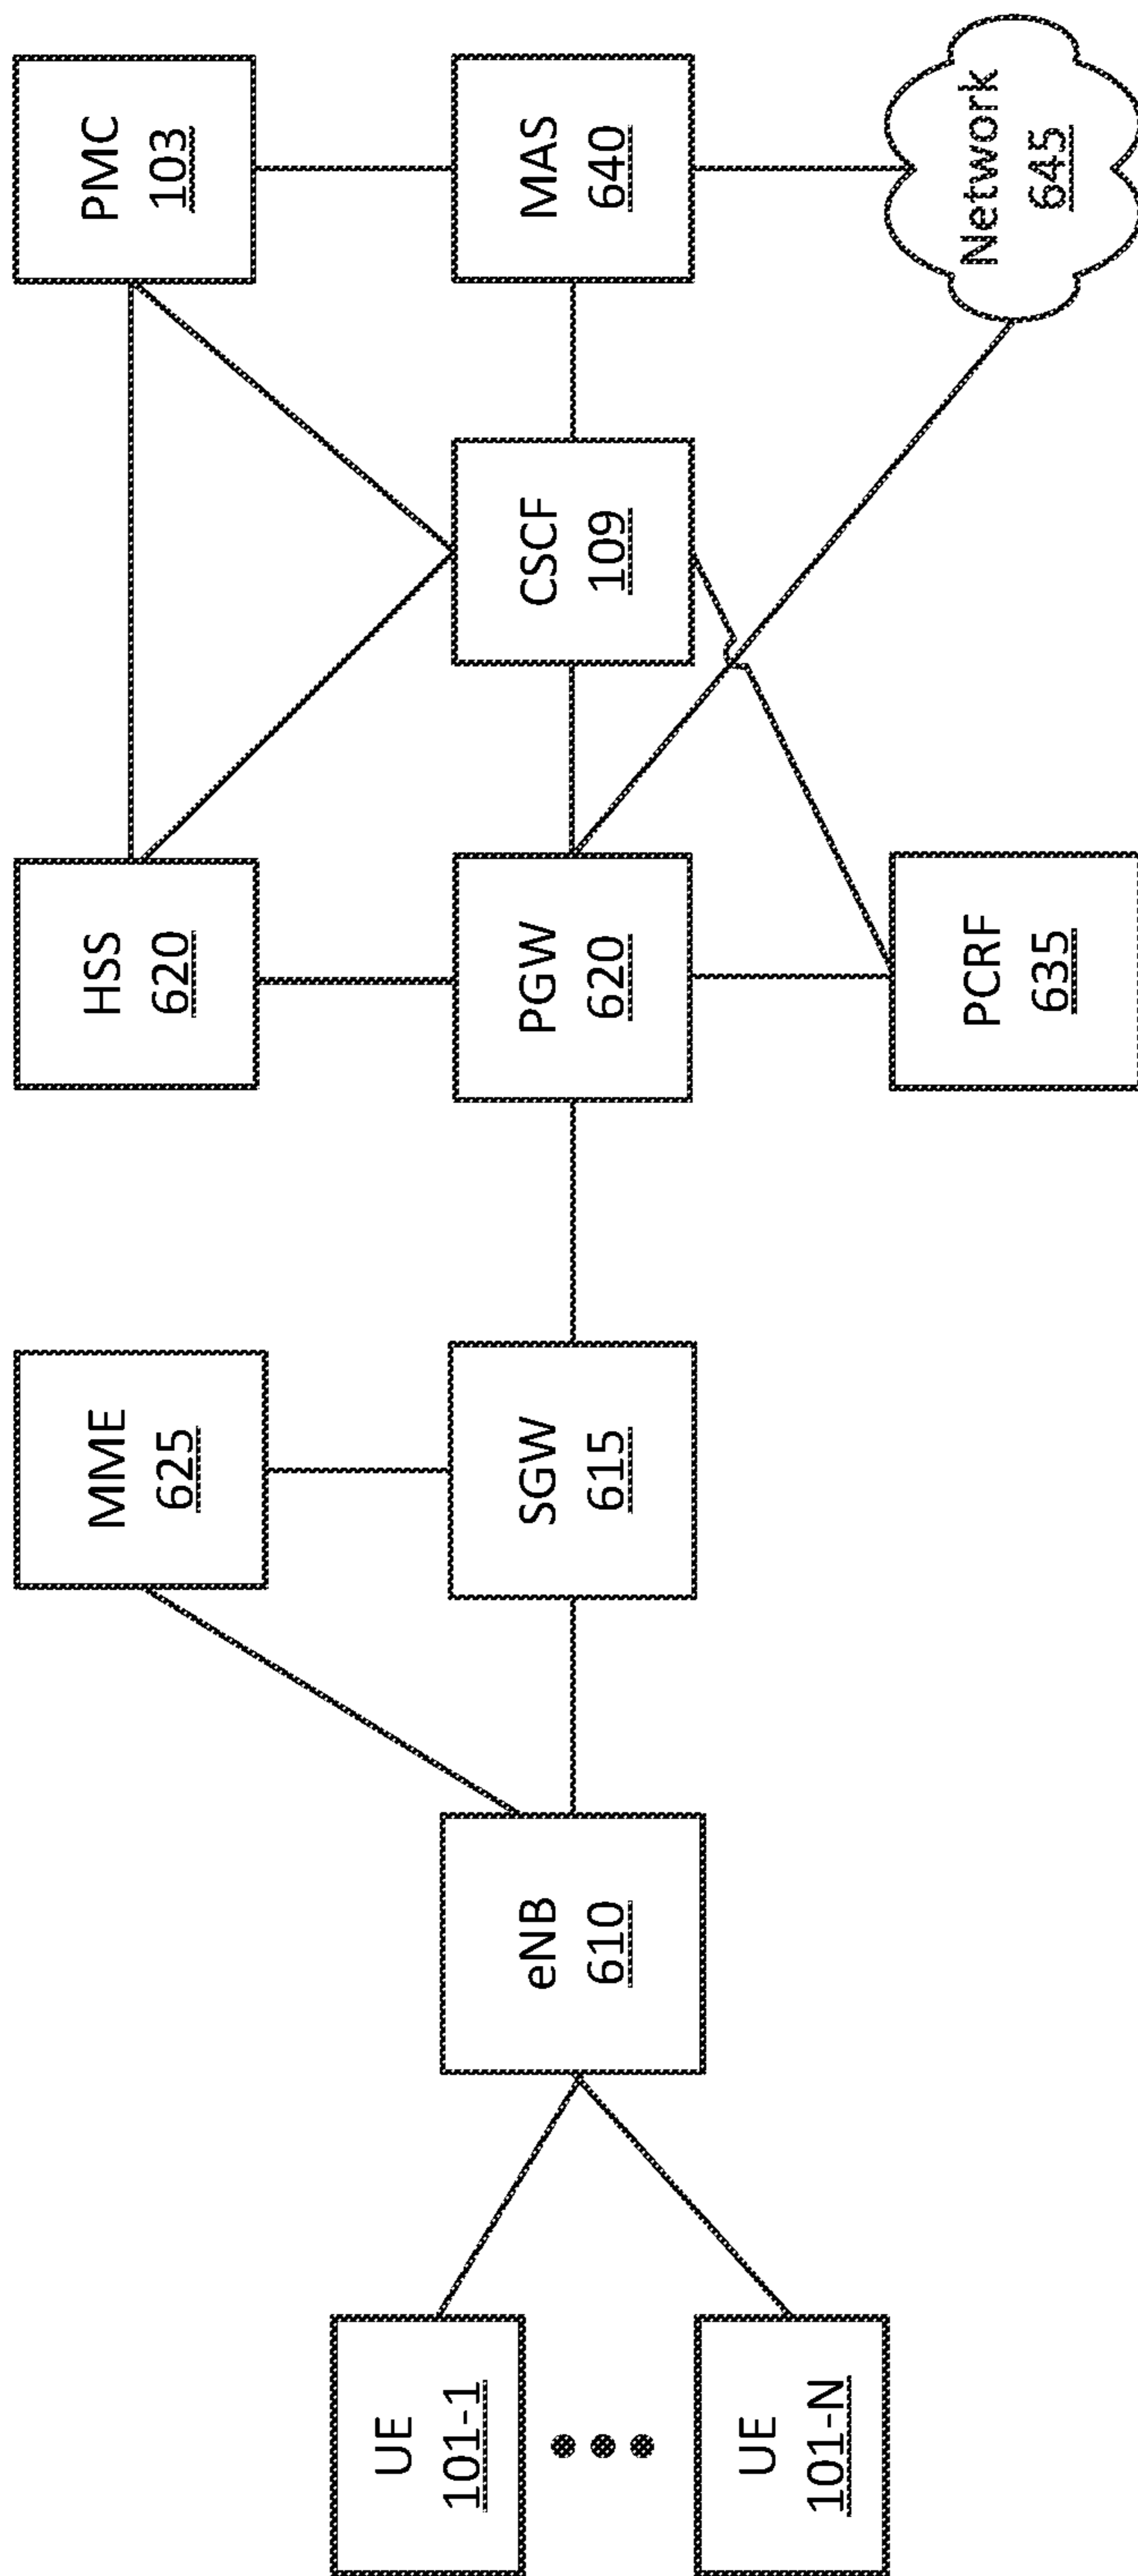 UE
101-1
UE
101-N
eNB
610
MME
625
SGW
615
HSS
620
PGW
620
PCRF
635
CSCF
109
PMC
103
MAS
640
Network
645